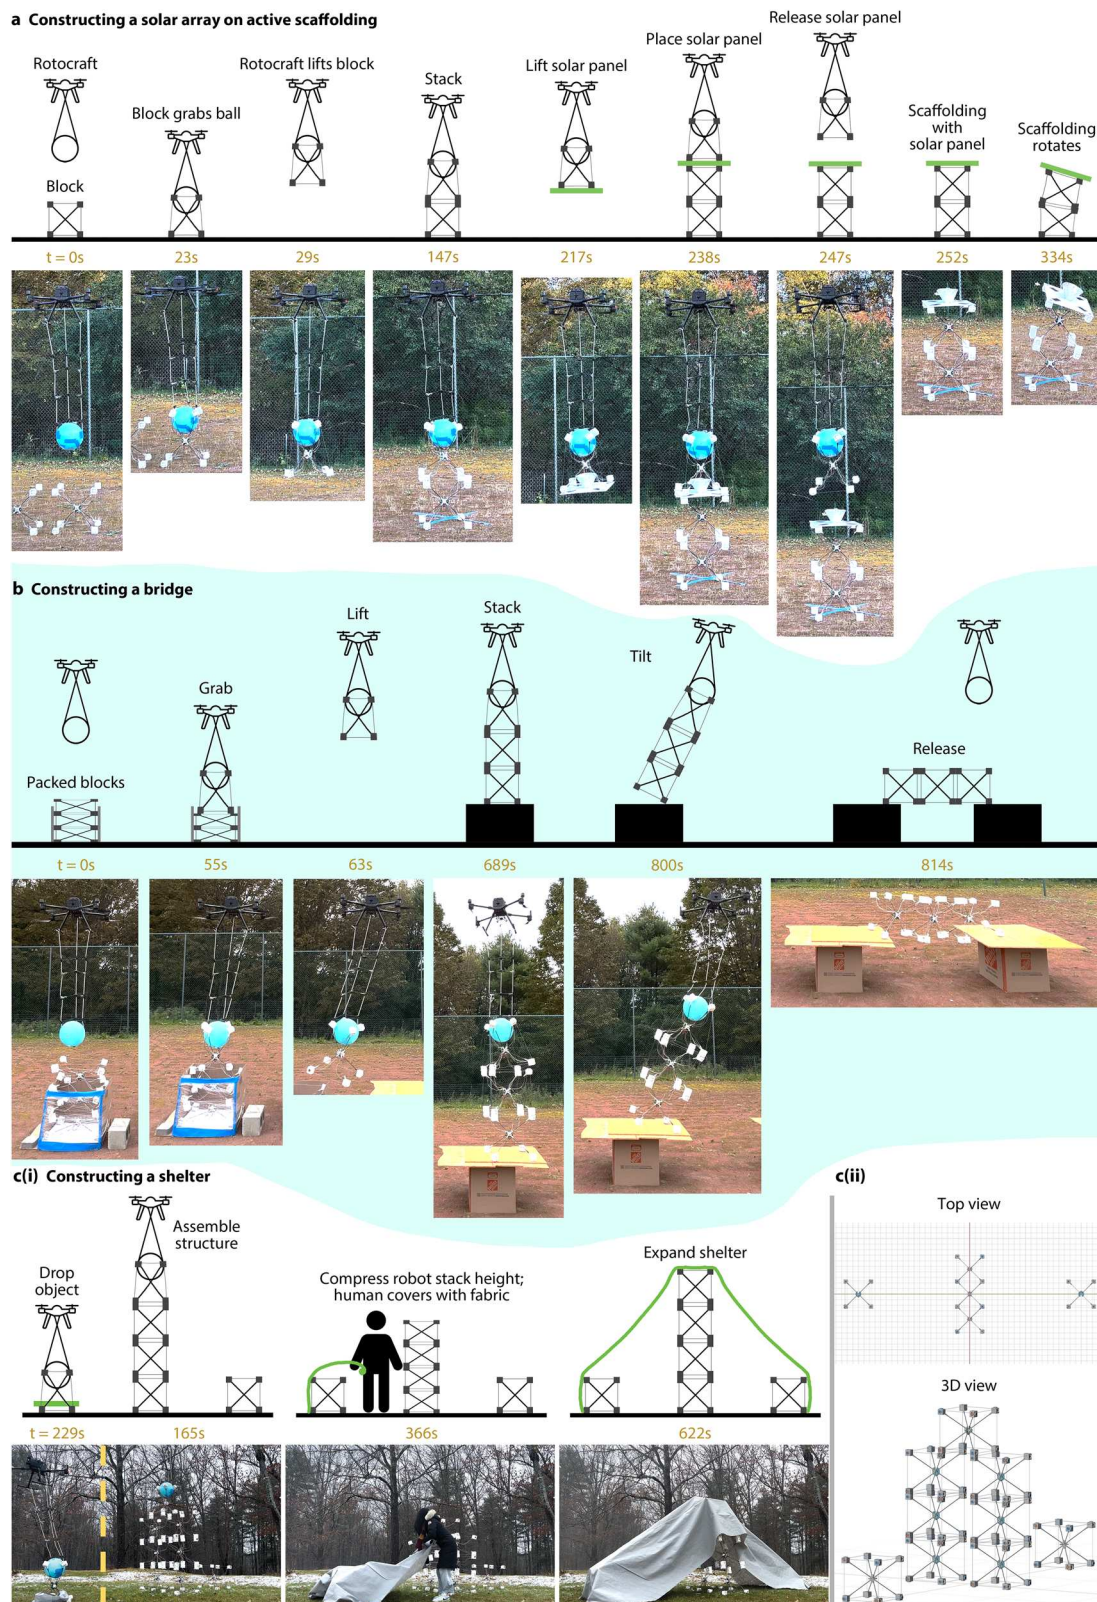 a Constructing a solar array on active scaffolding
Rotocraft
Block
Block grabs ball
Rotocraft lifts block
Stack
Lift solar panel
Place solar panel
Release solar panel
Scaffolding
with
solar panel
Scaffolding
rotates
t = 0s
23s
29s
147s
217s
238s
247s
252s
334s
b Constructing a bridge
Packed blocks
Grab
Lift
Stack
Tilt
Release
t = 0s
55s
63s
689s
800s
814s
c(i) Constructing a shelter
Drop
object
Assemble
structure
Compress robot stack height;
human covers with fabric
Expand shelter
t = 229s
165s
366s
622s
c(ii)
Top view
3D view